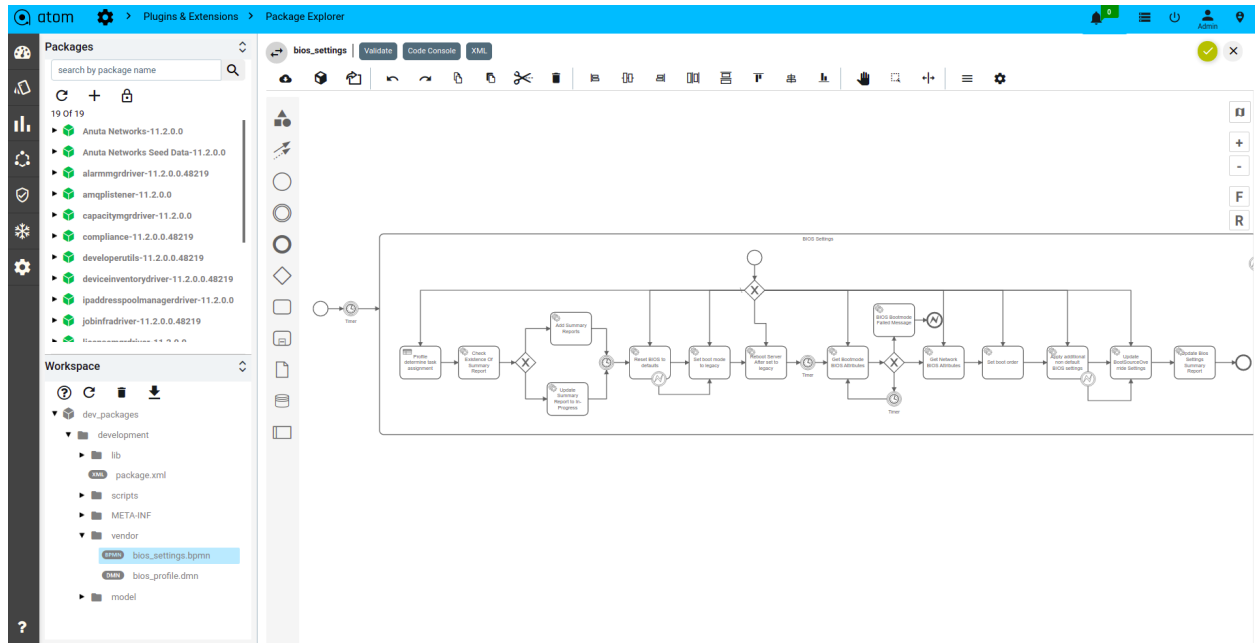 atom > Plugins & Extensions > Package Explorer
0
Admin
Packages
search by package name
19 Of 19
Anuta Networks-11.2.0.0
Anuta Networks Seed Data-11.2.0.0
alarmmgrdriver-11.2.0.0.48219
amqplistener-11.2.0.0
capacitymgrdriver-11.2.0.0
compliance-11.2.0.0.48219
developerutils-11.2.0.0.48219
deviceinventorydriver-11.2.0.0.48219
ipaddresspoolmanagerdriver-11.2.0.0
jobinfradriver-11.2.0.0.48219
Workspace
dev_packages
development
lib
XML package.xml
scripts
META-INF
vendor
BPMN bios_settings.bpmn
DMN bios_profile.dmn
model
?
bios_settings | Validate Code Console XML
+
-
F
R
BIOS Settings
Timer
Profile
determine task
assignment
Check
Existence Of
Summary
Report
Add Summary
Reports
Update
Summary
Report to In-
Progress
Reset BIOS to
defaults
Set boot mode
to legacy
Reboot Server
After set to
legacy
Timer
Get Bootmode
BIOS Attributes
BIOS Bootmode
Failed Message
Timer
Get Network
BIOS Attributes
Set boot order
Apply additional
non default
BIOS settings
Update
BootSourceOve
rride Settings
Update Bios
Settings
Summary
Report